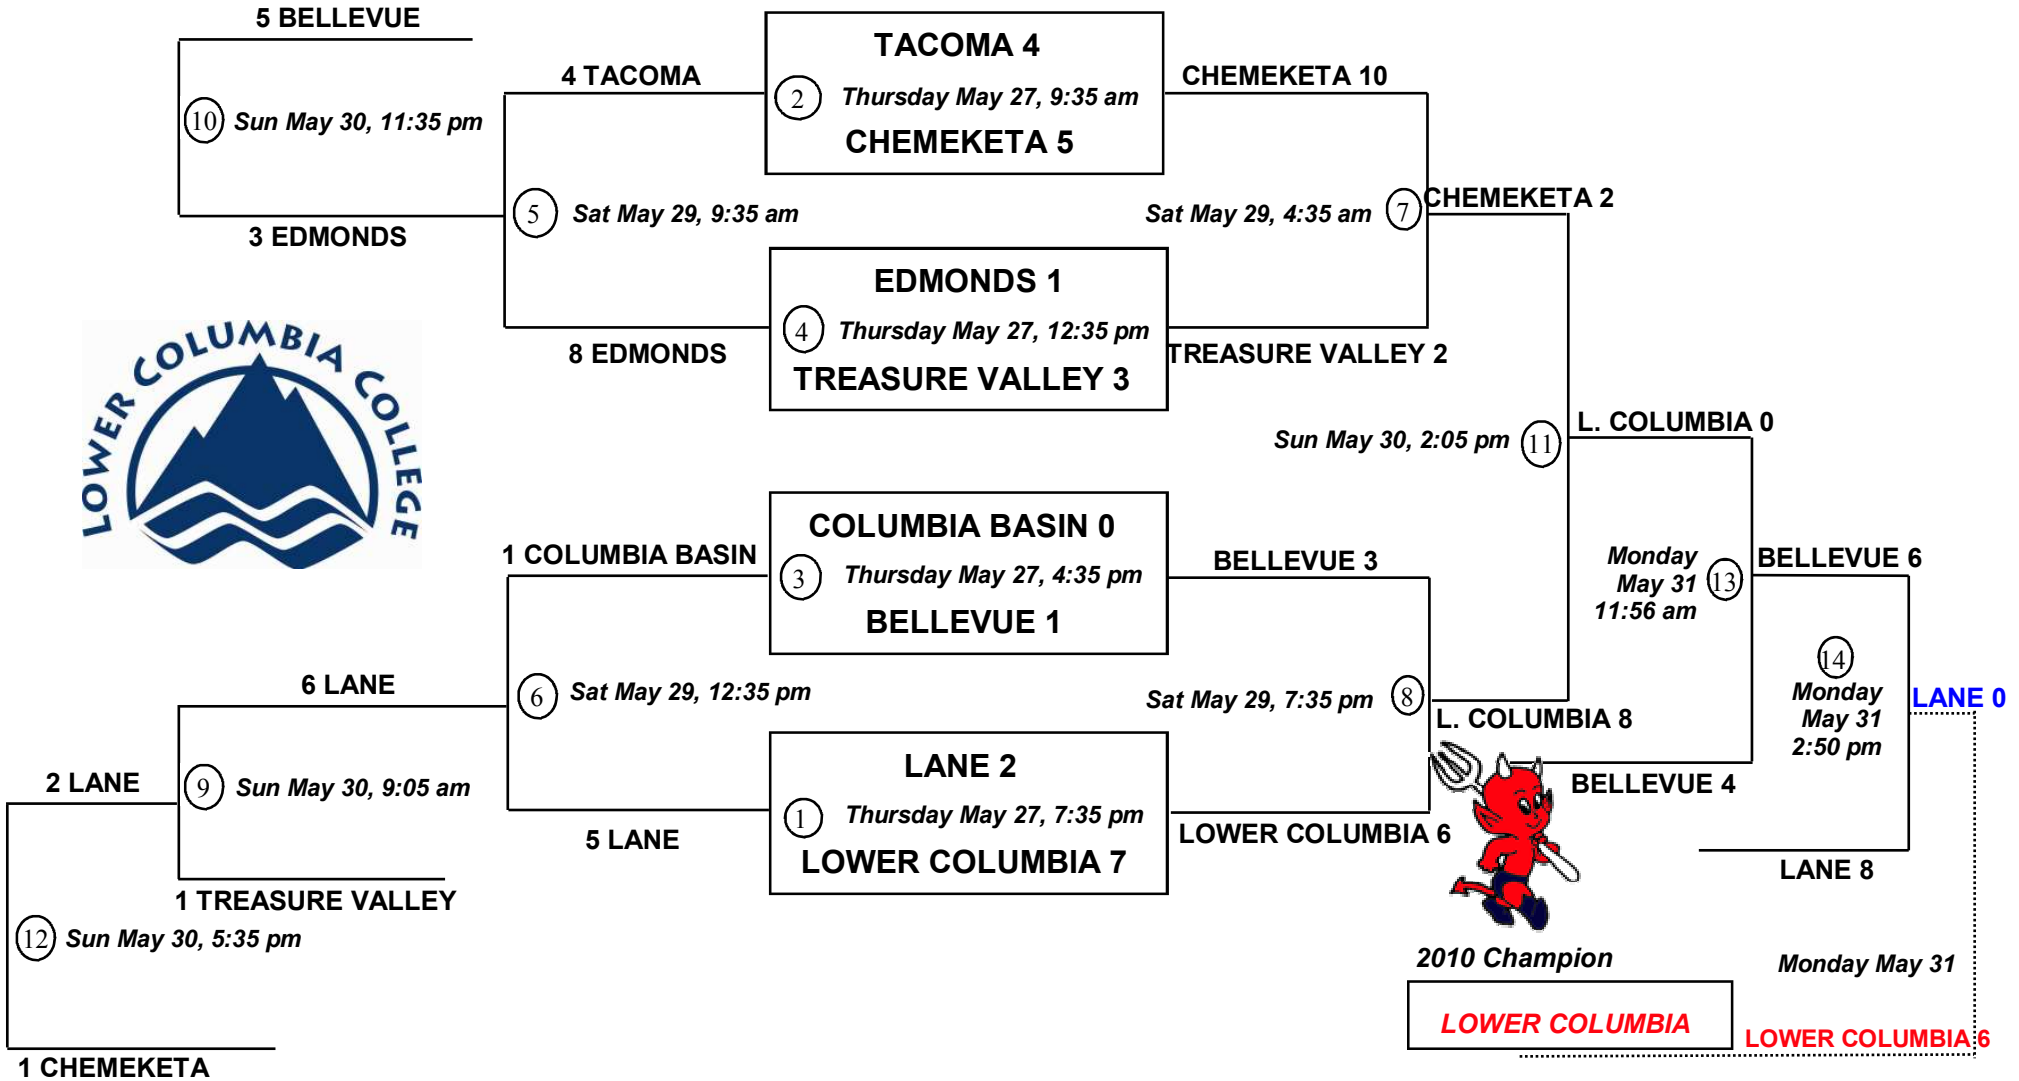 5 BELLEVUE
10 Sun May 30, 11:35 pm
3 EDMONDS
4 TACOMA
5 Sat May 29, 9:35 am
8 EDMONDS
TACOMA 4
2 Thursday May 27, 9:35 am
CHEMEKETA 5
EDMONDS 1
4 Thursday May 27, 12:35 pm
TREASURE VALLEY 3
CHEMEKETA 10
Sat May 29, 4:35 am 7
TREASURE VALLEY 2
CHEMEKETA 2
Sun May 30, 2:05 pm 11
L. COLUMBIA 0
LOWER COLUMBIA COLLEGE
1 COLUMBIA BASIN
6 Sat May 29, 12:35 pm
5 LANE
COLUMBIA BASIN 0
3 Thursday May 27, 4:35 pm
BELLEVUE 1
LANE 2
1 Thursday May 27, 7:35 pm
LOWER COLUMBIA 7
BELLEVUE 3
Sat May 29, 7:35 pm 8
LOWER COLUMBIA 6
L. COLUMBIA 8
Monday
May 31 13
11:56 am
BELLEVUE 4
BELLEVUE 6
14
Monday
May 31
2:50 pm
LANE 8
LANE 0
6 LANE
9 Sun May 30, 9:05 am
1 TREASURE VALLEY
2 LANE
12 Sun May 30, 5:35 pm
1 CHEMEKETA
2010 Champion
LOWER COLUMBIA
Monday May 31
LOWER COLUMBIA 6